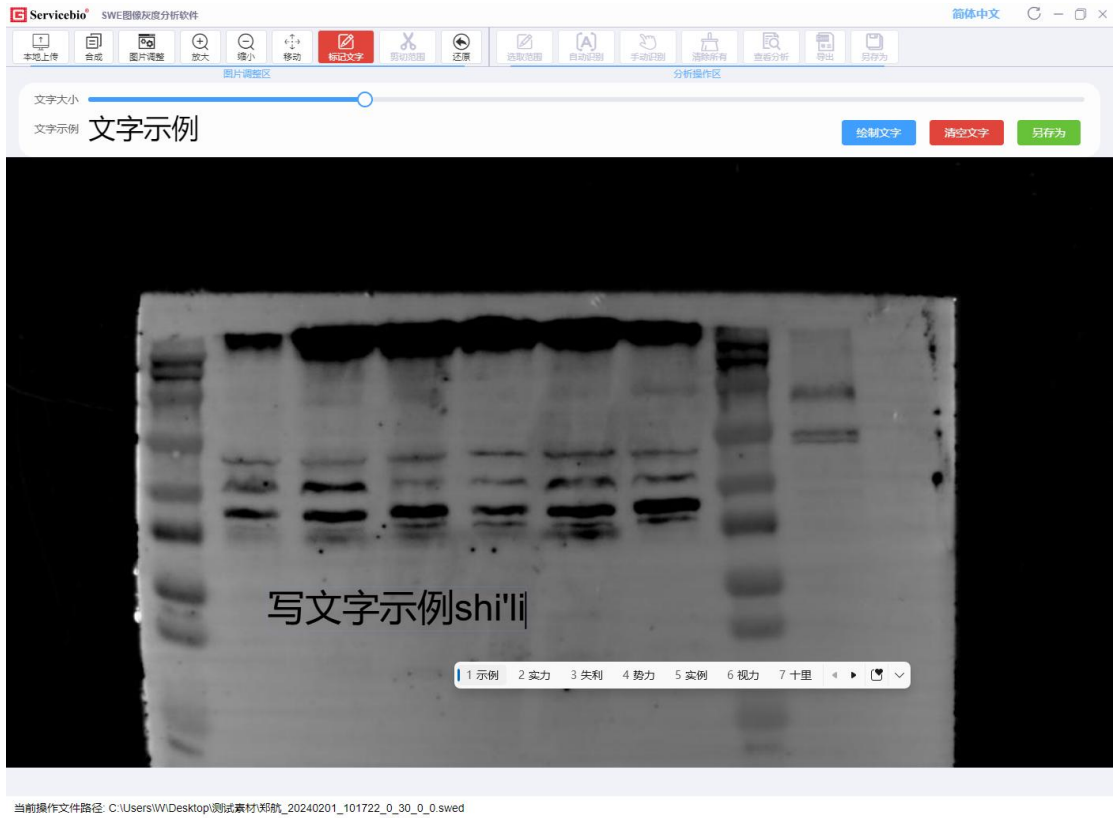 Servicebio® SWE图像灰度分析软件 简体中文
本地上传 合成 图片调整 放大 缩小 移动 标记文字 剪切范围 还原 选取范围 自动识别 手动识别 清除所有 查看分析 导出 另存为
图片调整区 分析操作区
文字大小
文字示例 文字示例 绘制文字 清空文字 另存为
写文字示例shi'li
1 示例 2 实力 3 失利 4 势力 5 实例 6 视力 7 十里
当前操作文件路径: C:\Users\W\Desktop\测试素材\郑航_20240201_101722_0_30_0_0.swed